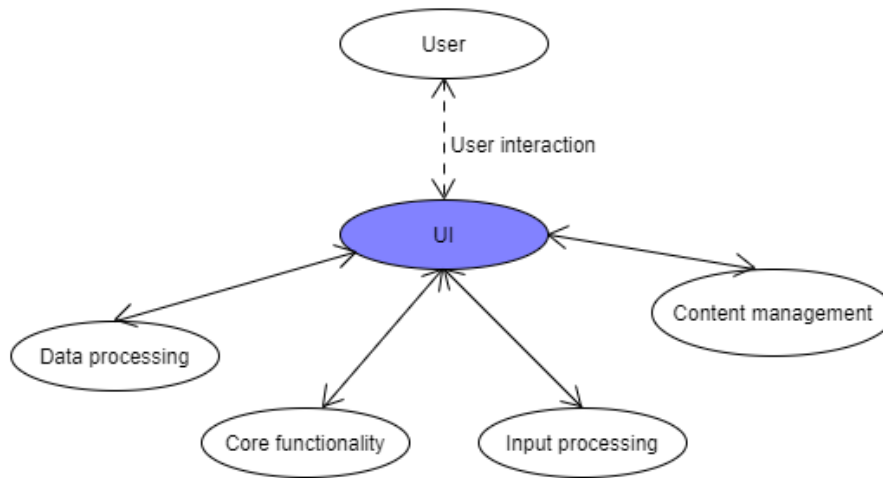 User
User interaction
UI
Content management
Data processing
Core functionality
Input processing